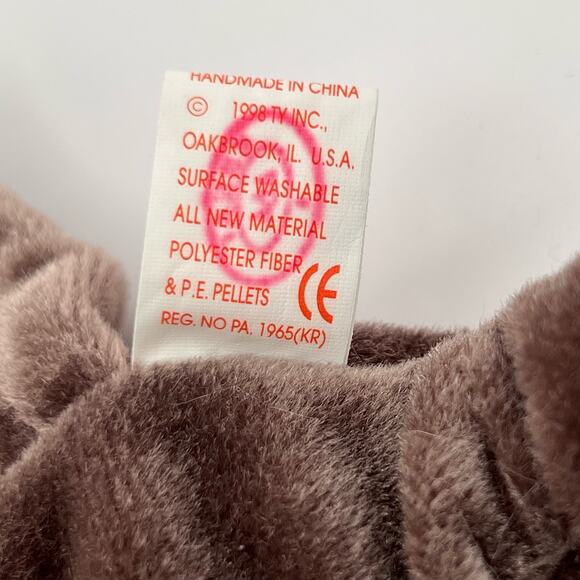 HANDMADE IN CHINA
© 1998 TY INC.,
OAKBROOK, IL. U.S.A.
SURFACE WASHABLE
ALL NEW MATERIAL
POLYESTER FIBER
& P.E. PELLETS CE
REG. NO PA. 1965(KR)